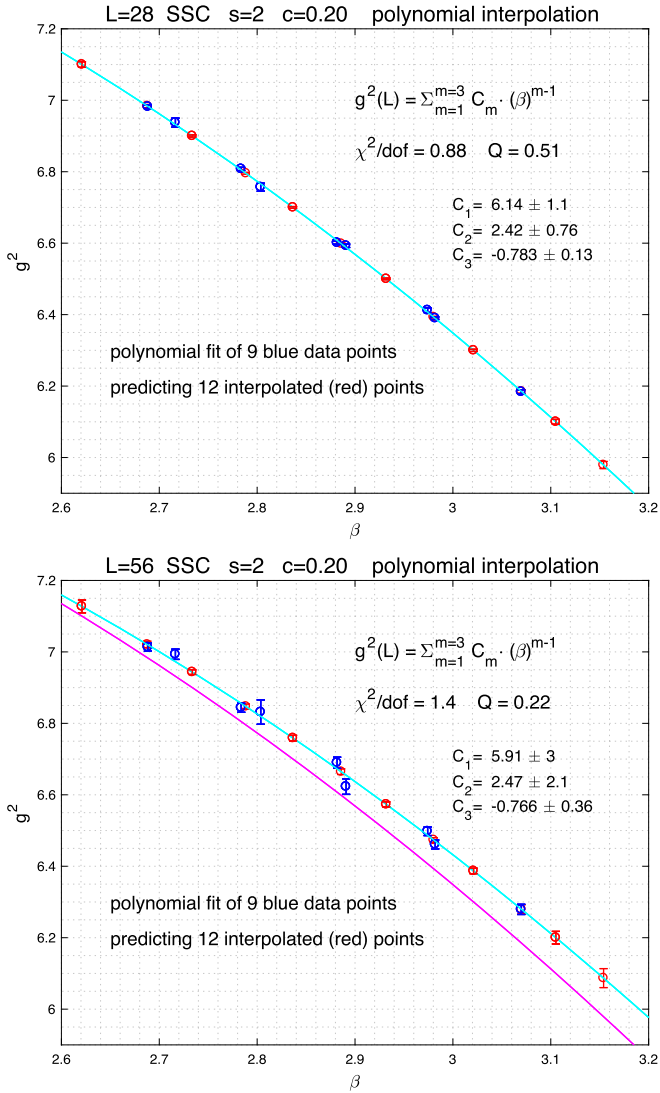 L=28 SSC s=2 c=0.20 polynomial interpolation
7.2
7
6.8
6.6
6.4
6.2
6
g²
g²(L) = Σ_{m=1}^{m=3} C_m· (β)^{m-1}
χ²/dof = 0.88 Q = 0.51
C₁= 6.14 ± 1.1
C₂= 2.42 ± 0.76
C₃= -0.783 ± 0.13
polynomial fit of 9 blue data points
predicting 12 interpolated (red) points
2.6 2.7 2.8 2.9 3 3.1 3.2
β
L=56 SSC s=2 c=0.20 polynomial interpolation
7.2
7
6.8
6.6
6.4
6.2
6
g²
g²(L) = Σ_{m=1}^{m=3} C_m· (β)^{m-1}
χ²/dof = 1.4 Q = 0.22
C₁= 5.91 ± 3
C₂= 2.47 ± 2.1
C₃= -0.766 ± 0.36
polynomial fit of 9 blue data points
predicting 12 interpolated (red) points
2.6 2.7 2.8 2.9 3 3.1 3.2
β